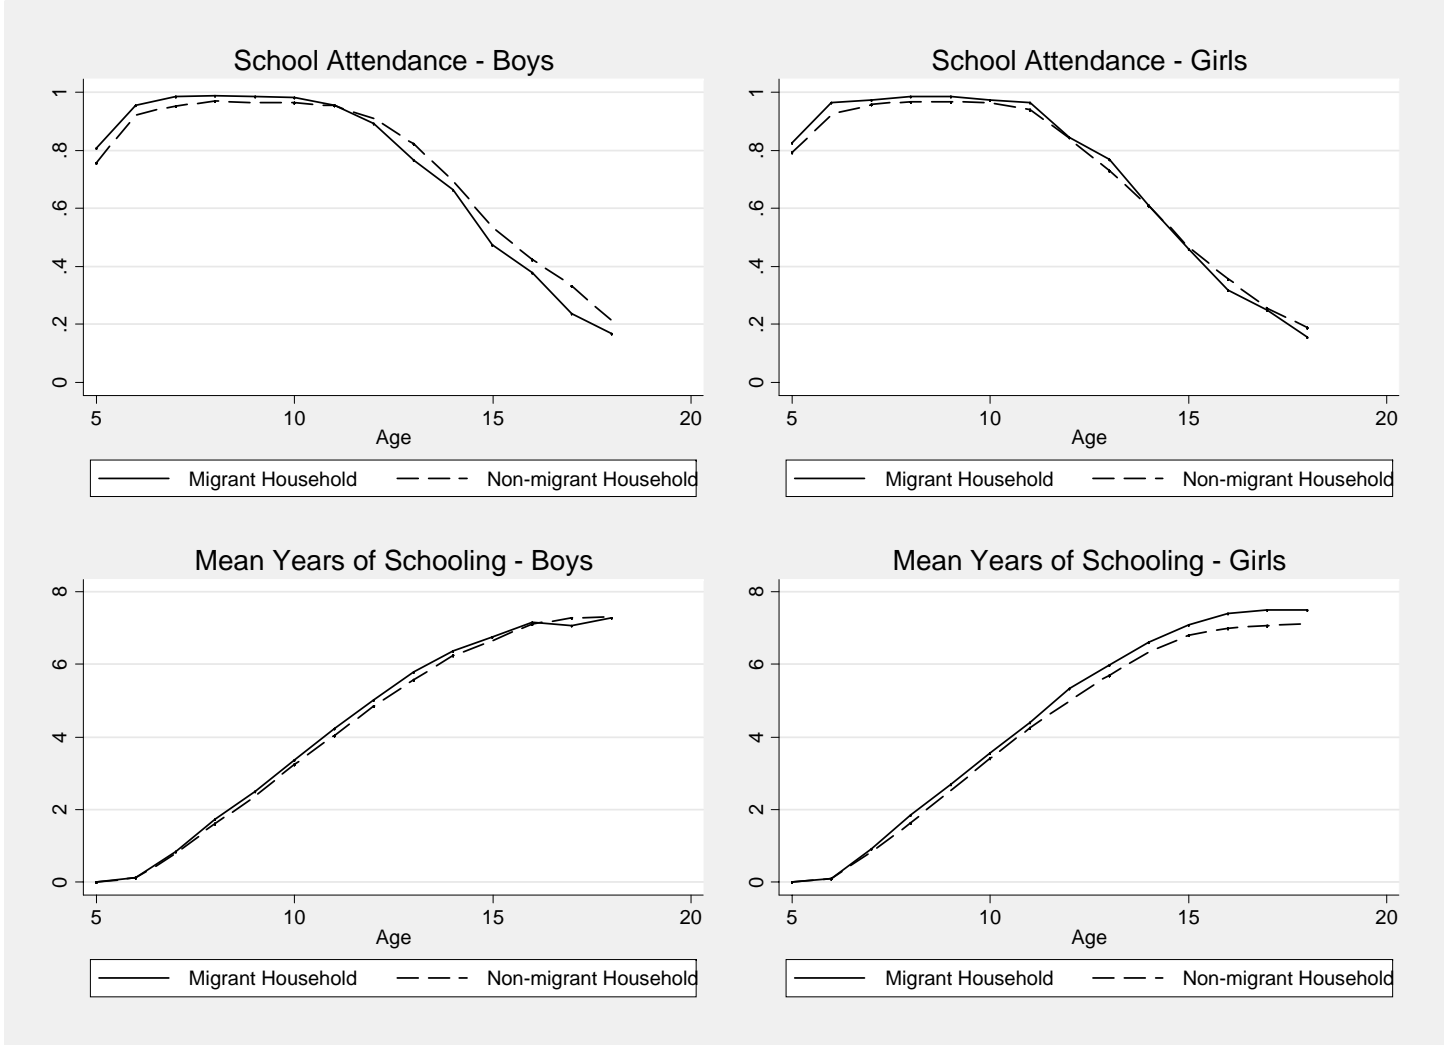 School Attendance - Boys
1
.8
.6
.4
.2
0
5 10 15 20
Age
Migrant Household Non-migrant Household
School Attendance - Girls
1
.8
.6
.4
.2
0
5 10 15 20
Age
Migrant Household Non-migrant Household
Mean Years of Schooling - Boys
8
6
4
2
0
5 10 15 20
Age
Migrant Household Non-migrant Household
Mean Years of Schooling - Girls
8
6
4
2
0
5 10 15 20
Age
Migrant Household Non-migrant Household